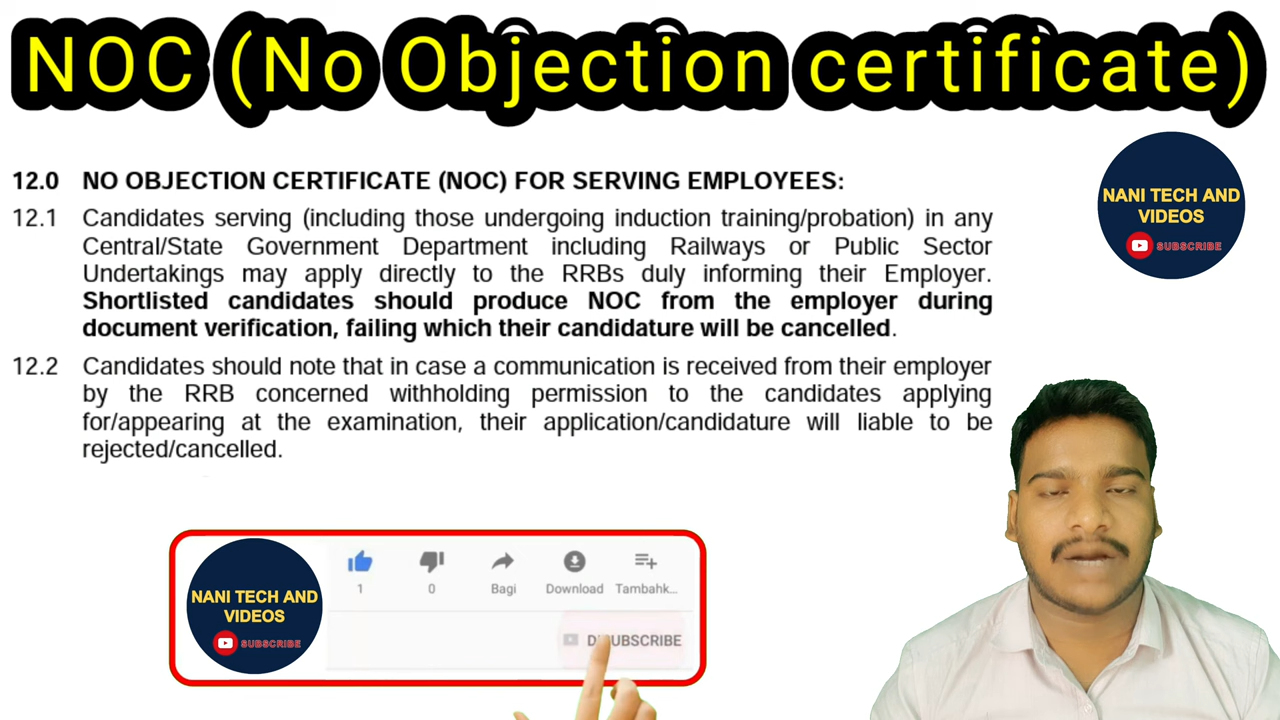 NOC (No Objection certificate)
12.0 NO OBJECTION CERTIFICATE (NOC) FOR SERVING EMPLOYEES:
12.1 Candidates serving (including those undergoing induction training/probation) in any
Central/State Government Department including Railways or Public Sector
Undertakings may apply directly to the RRBs duly informing their Employer.
Shortlisted candidates should produce NOC from the employer during
document verification, failing which their candidature will be cancelled.
12.2 Candidates should note that in case a communication is received from their employer
by the RRB concerned withholding permission to the candidates applying
for/appearing at the examination, their application/candidature will liable to be
rejected/cancelled.
NANI TECH AND
VIDEOS
SUBSCRIBE
NANI TECH AND
VIDEOS
SUBSCRIBE
1 0 Bagi Download Tambahk...